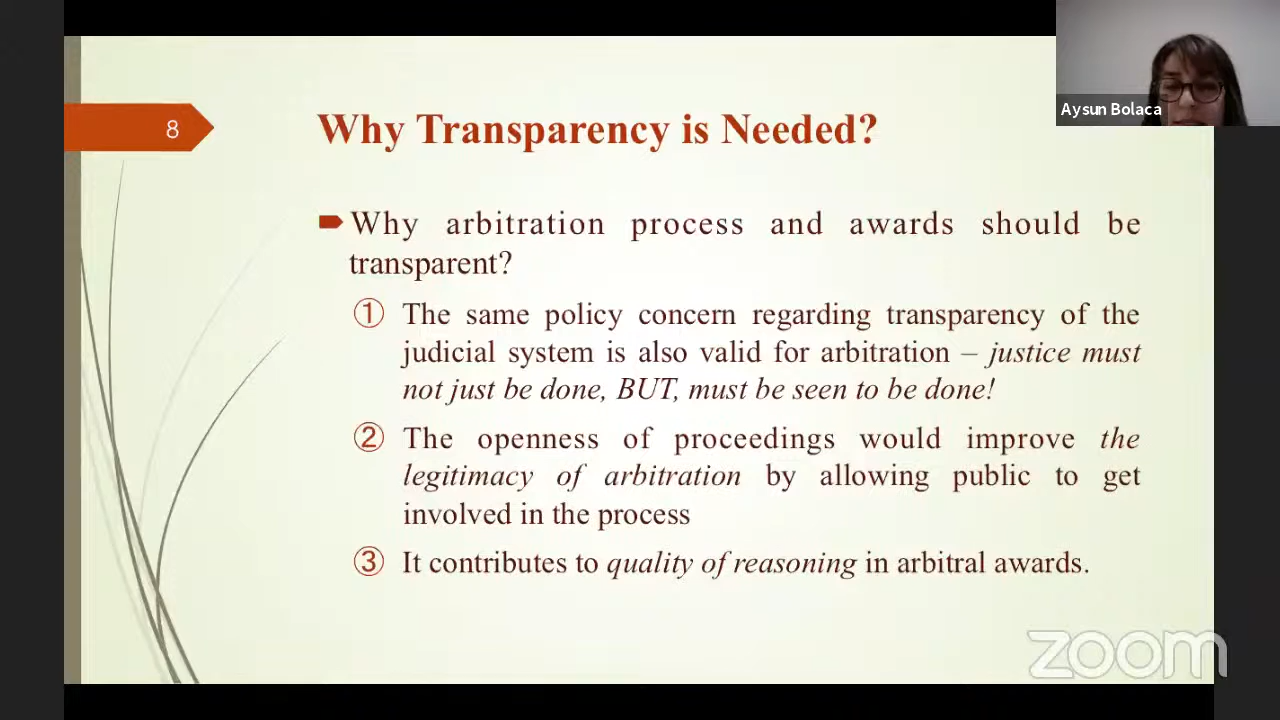 8
Why Transparency is Needed?
Aysun Bolaca
Why arbitration process and awards should be
transparent?
① The same policy concern regarding transparency of the
judicial system is also valid for arbitration – justice must
not just be done, BUT, must be seen to be done!
② The openness of proceedings would improve the
legitimacy of arbitration by allowing public to get
involved in the process
③ It contributes to quality of reasoning in arbitral awards.
zoom